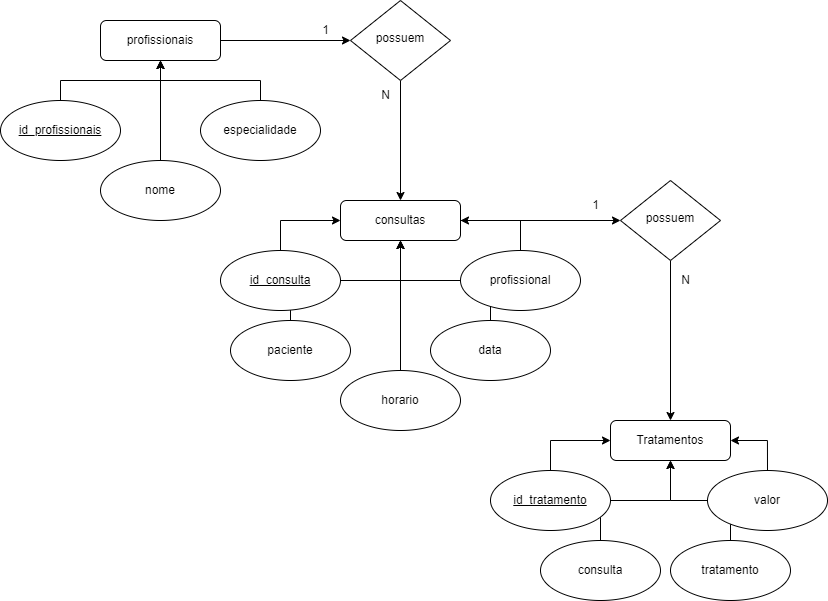 profissionais
1
possuem
id_profissionais
especialidade
nome
N
consultas
1
possuem
id_consulta
profissional
N
paciente
data
horario
Tratamentos
id_tratamento
valor
consulta
tratamento